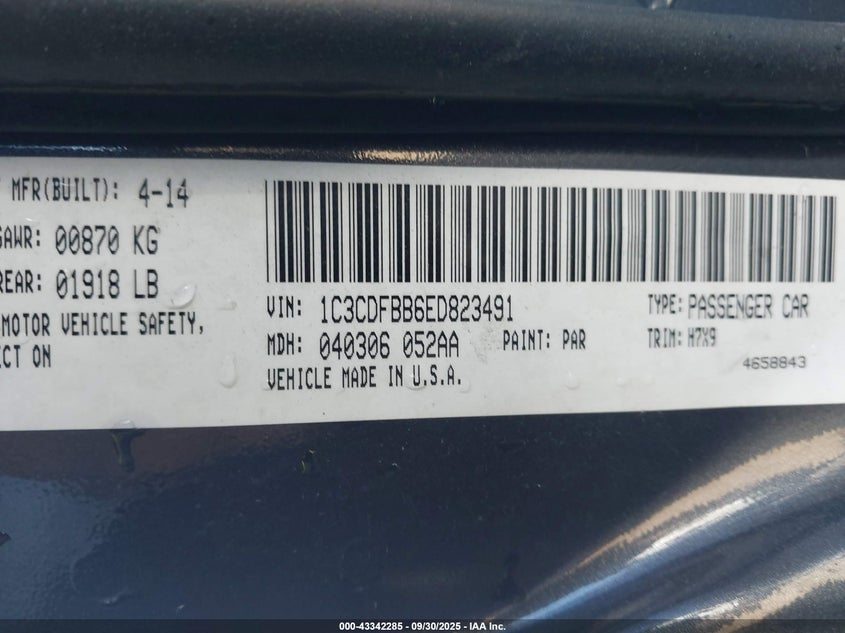 MFR(BUILT): 4-14
GAWR: 00870 KG
REAR: 01918 LB
MOTOR VEHICLE SAFETY,
ECT ON
VIN: 1C3CDFBB6ED823491 TYPE: PASSENGER CAR
MDH: 040306 052AA PAINT: PAR TRIM: H7X9
VEHICLE MADE IN U.S.A. 4658843
000-43342285 - 09/30/2025 - IAA Inc.